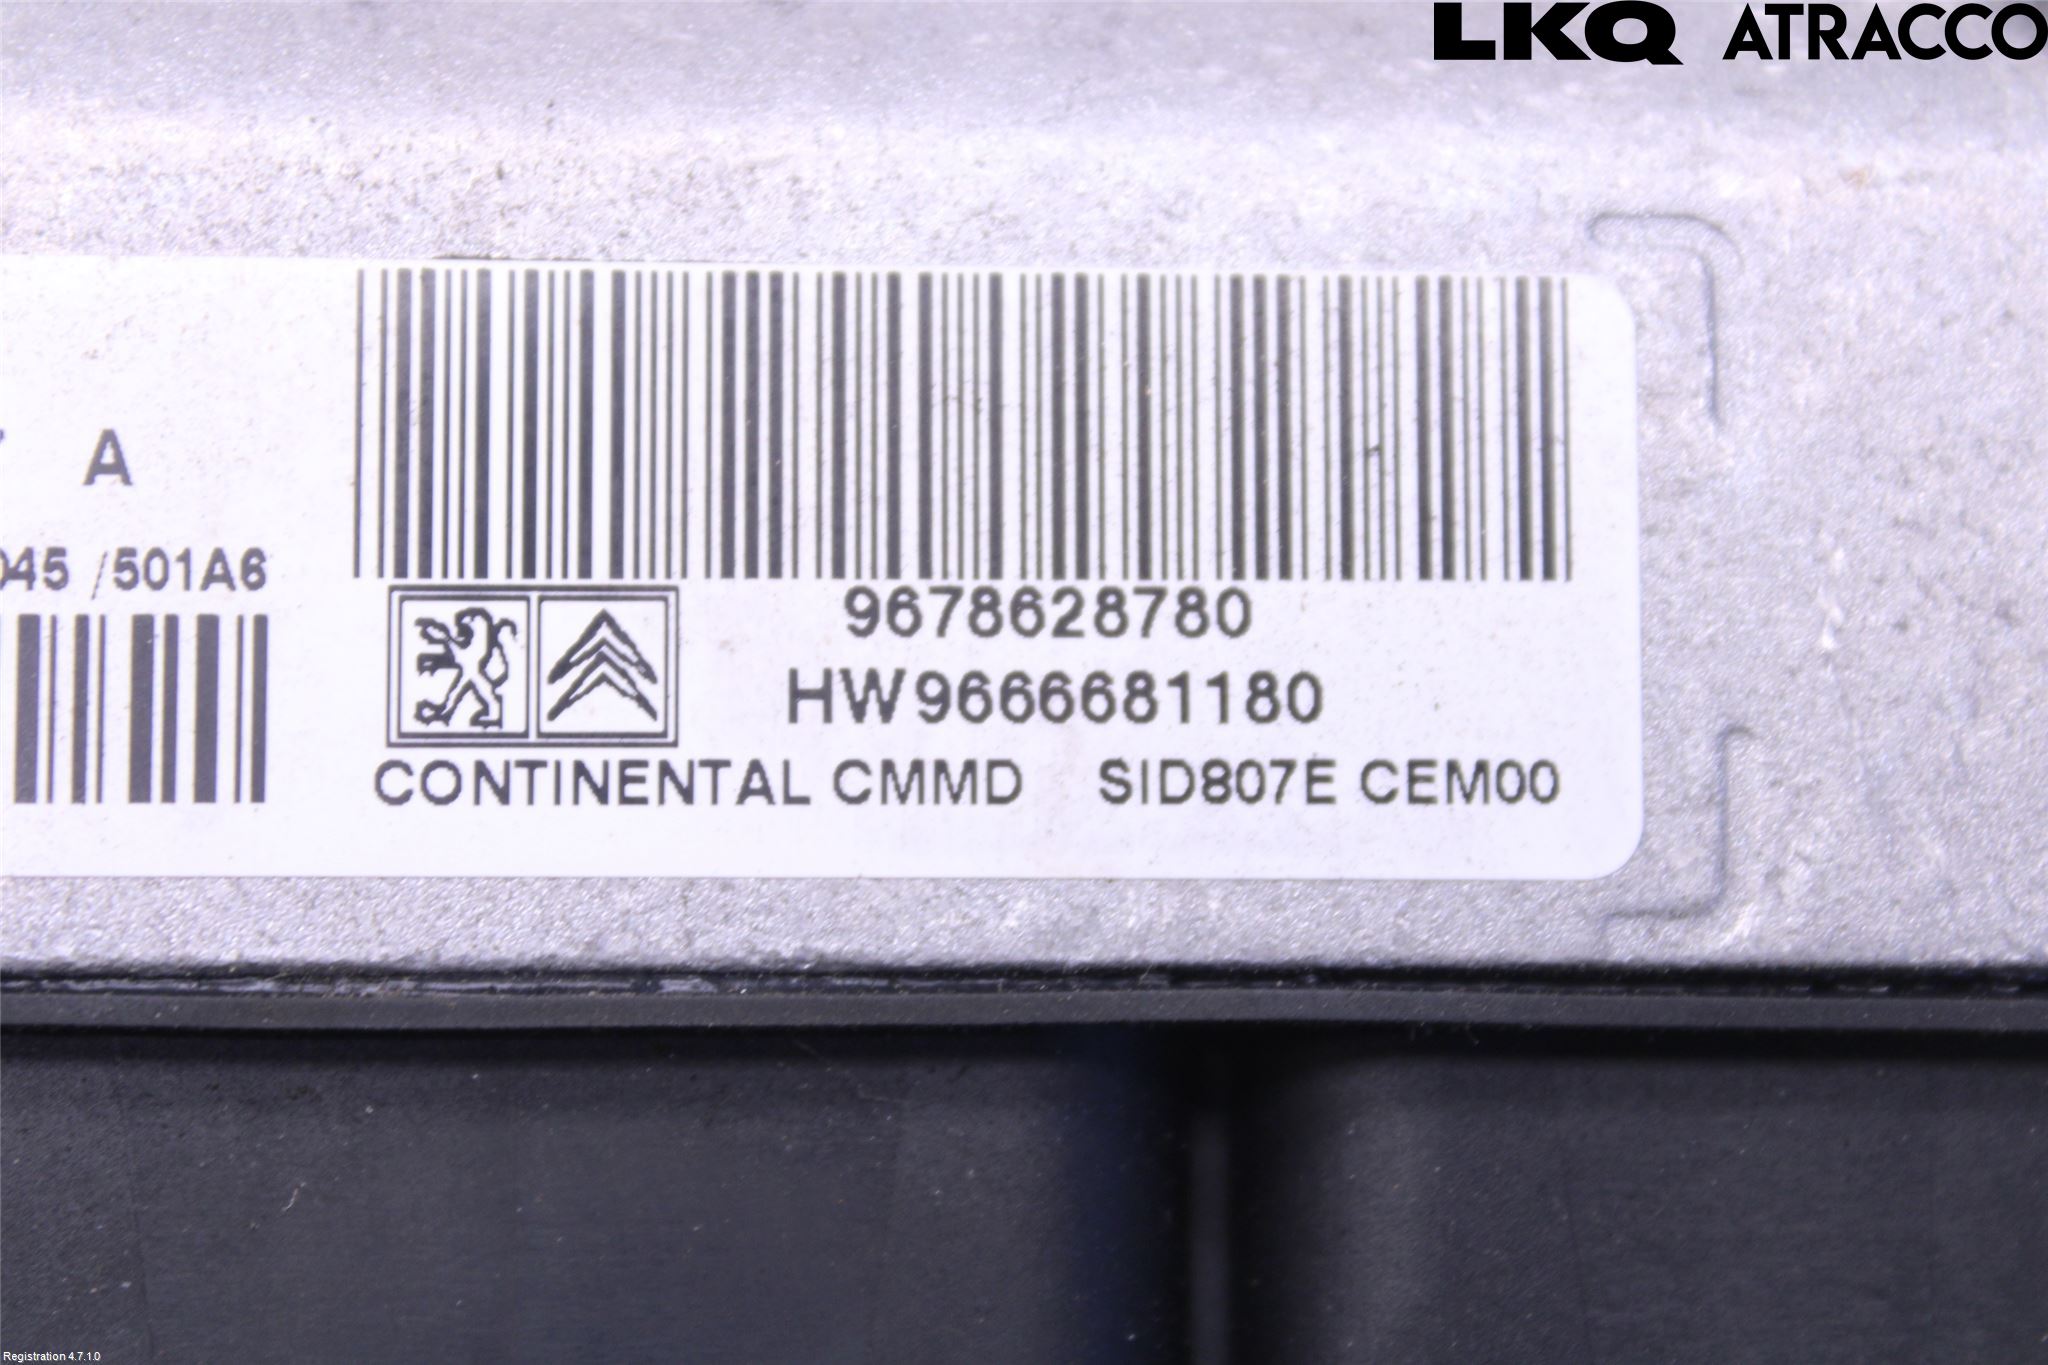 LKQ ATRACCO
A
045 /501A6
9678628780
HW9666681180
CONTINENTAL CMMD SID807E CEM00
Registration 4.7.1.0